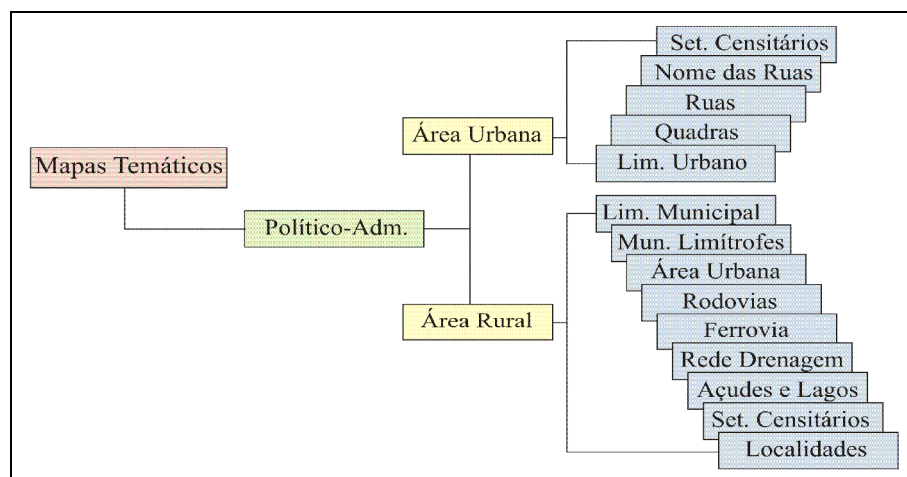 Mapas Temáticos
Político-Adm.
Área Urbana
Set. Censitários
Nome das Ruas
Ruas
Quadras
Lim. Urbano
Área Rural
Lim. Municipal
Mun. Limítrofes
Área Urbana
Rodovias
Ferrovia
Rede Drenagem
Açudes e Lagos
Set. Censitários
Localidades